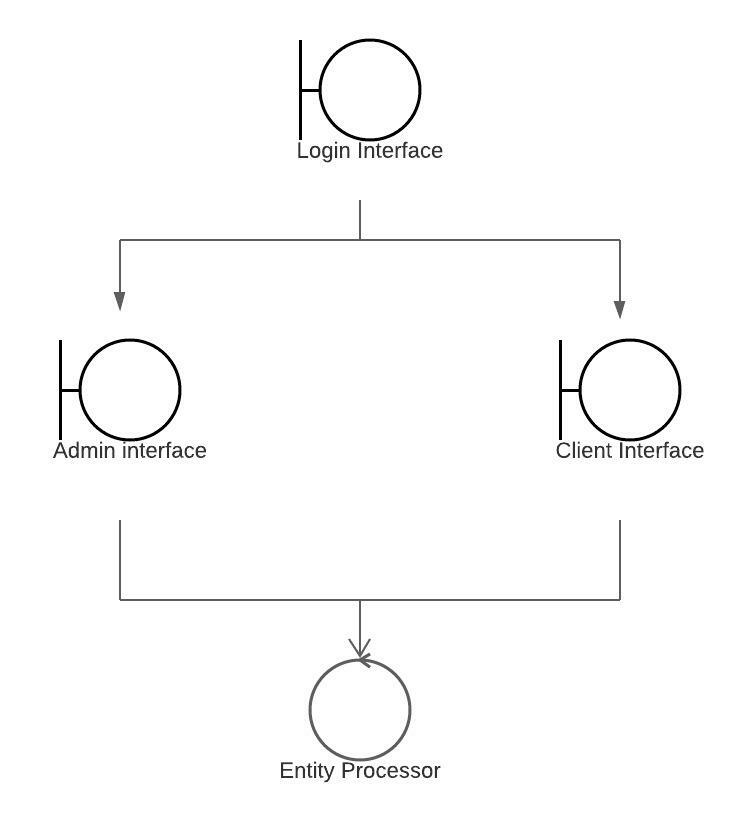 Login Interface
Admin interface
Client Interface
Entity Processor